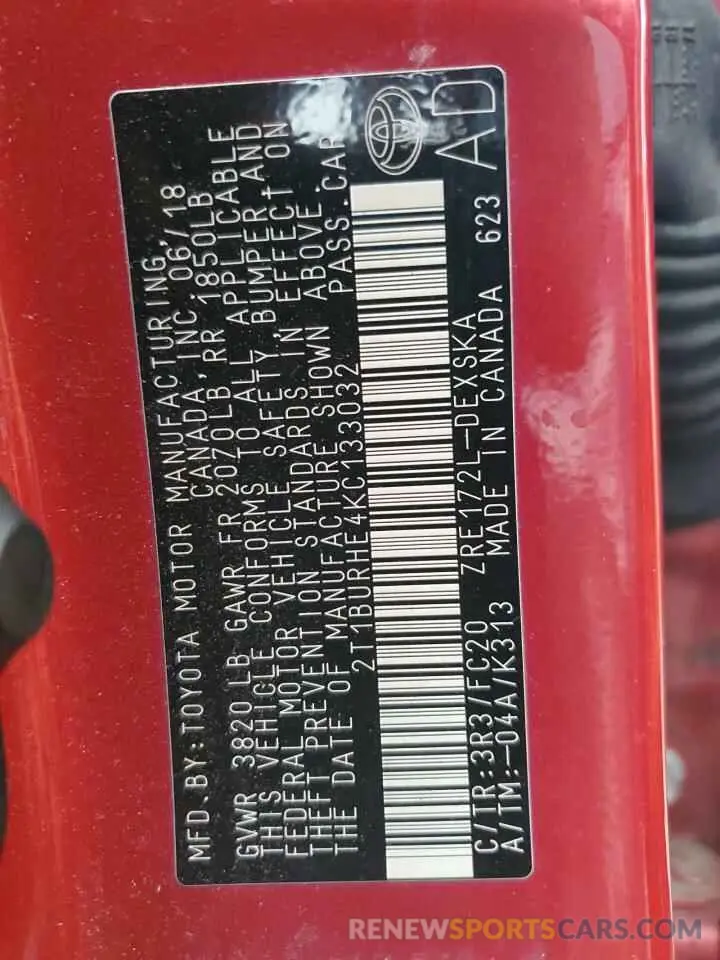 MFD.BY:TOYOTA MOTOR MANUFACTURING,
CANADA,INC. 06/18
GVWR 3820 LB GAWR FR 2070LB RR 1850LB
THIS VEHICLE CONFORMS TO ALL APPLICABLE
FEDERAL MOTOR VEHICLE SAFETY, BUMPER,AND
THEFT PREVENTION STANDARDS IN EFFECT ON
THE DATE OF MANUFACTURE SHOWN ABOVE.
2T1BURHE4KC133032 PASS.CAR
C/TR:3R3/FC20 ZRE172L-DEXSKA 623
A/TM:-04A/K313 MADE IN CANADA
AD
RENEWSPORTSCARS.COM